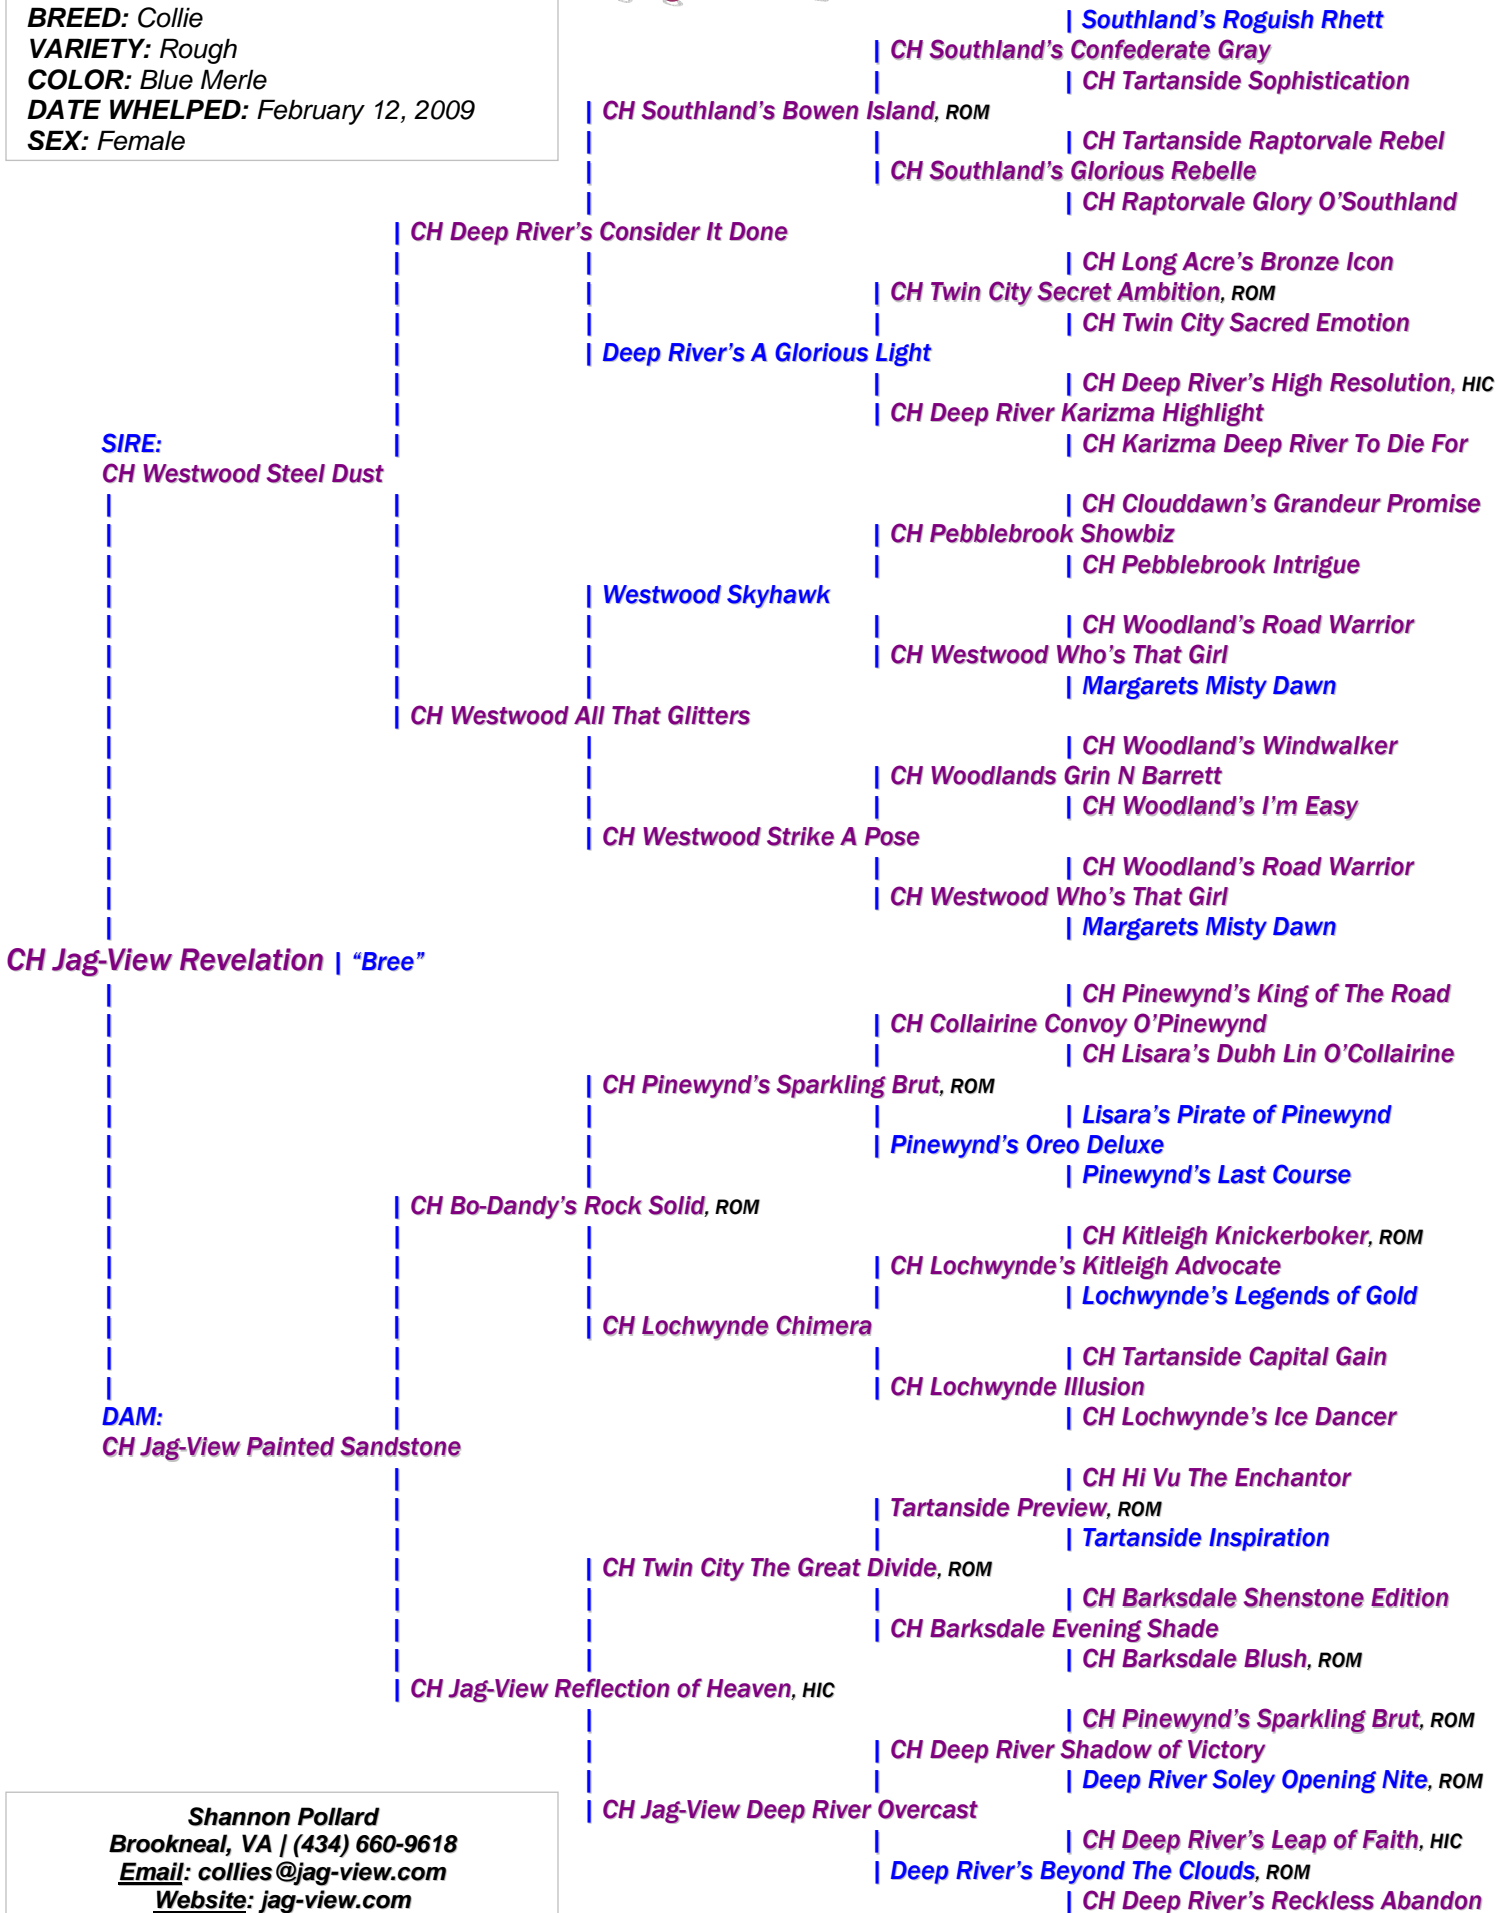 BREED: Collie
VARIETY: Rough
COLOR: Blue Merle
DATE WHELPED: February 12, 2009
SEX: Female
| Southland's Roguish Rhett
| CH Southland's Confederate Gray
| CH Tartanside Sophistication
| CH Southland's Bowen Island, ROM
| CH Tartanside Raptorvale Rebel
| CH Southland's Glorious Rebelle
| CH Raptorvale Glory O'Southland
| CH Deep River's Consider It Done
| CH Long Acre's Bronze Icon
| CH Twin City Secret Ambition, ROM
| CH Twin City Sacred Emotion
| Deep River's A Glorious Light
| CH Deep River's High Resolution, HIC
| CH Deep River Karizma Highlight
| CH Karizma Deep River To Die For
SIRE:
CH Westwood Steel Dust
| CH Clouddawn's Grandeur Promise
| CH Pebblebrook Showbiz
| CH Pebblebrook Intrigue
| Westwood Skyhawk
| CH Woodland's Road Warrior
| CH Westwood Who's That Girl
| Margarets Misty Dawn
| CH Westwood All That Glitters
| CH Woodland's Windwalker
| CH Woodlands Grin N Barrett
| CH Woodland's I'm Easy
| CH Westwood Strike A Pose
| CH Woodland's Road Warrior
| CH Westwood Who's That Girl
| Margarets Misty Dawn
CH Jag-View Revelation | “Bree”
| CH Pinewynd's King of The Road
| CH Collairine Convoy O'Pinewynd
| CH Lisara's Dubh Lin O'Collairine
| CH Pinewynd's Sparkling Brut, ROM
| Lisara's Pirate of Pinewynd
| Pinewynd's Oreo Deluxe
| Pinewynd's Last Course
| CH Bo-Dandy's Rock Solid, ROM
| CH Kitleigh Knickerboker, ROM
| CH Lochwynde's Kitleigh Advocate
| Lochwynde's Legends of Gold
| CH Lochwynde Chimera
| CH Tartanside Capital Gain
| CH Lochwynde Illusion
| CH Lochwynde's Ice Dancer
DAM:
CH Jag-View Painted Sandstone
| CH Hi Vu The Enchantor
| Tartanside Preview, ROM
| Tartanside Inspiration
| CH Twin City The Great Divide, ROM
| CH Barksdale Shenstone Edition
| CH Barksdale Evening Shade
| CH Barksdale Blush, ROM
| CH Jag-View Reflection of Heaven, HIC
| CH Pinewynd's Sparkling Brut, ROM
| CH Deep River Shadow of Victory
| Deep River Soley Opening Nite, ROM
| CH Jag-View Deep River Overcast
| CH Deep River's Leap of Faith, HIC
| Deep River's Beyond The Clouds, ROM
| CH Deep River's Reckless Abandon
Shannon Pollard
Brookneal, VA | (434) 660-9618
Email: collies@jag-view.com
Website: jag-view.com